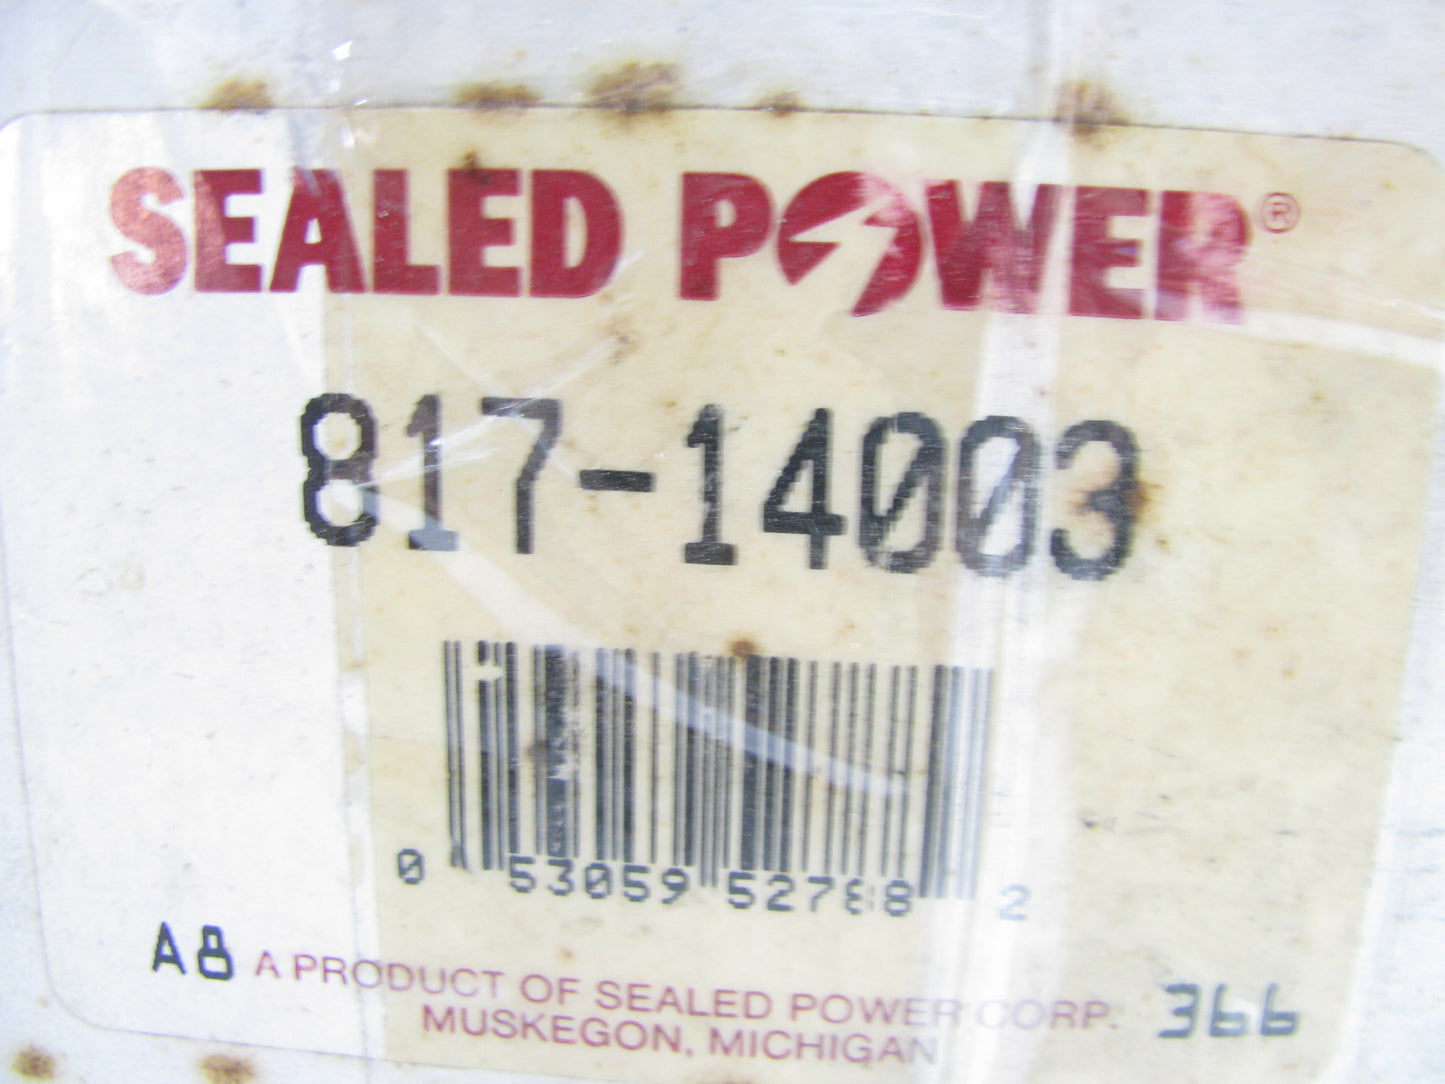 SEALED POWER®
817-14003
0 53059 52788 2
A8 A PRODUCT OF SEALED POWER CORP. 366
MUSKEGON, MICHIGAN